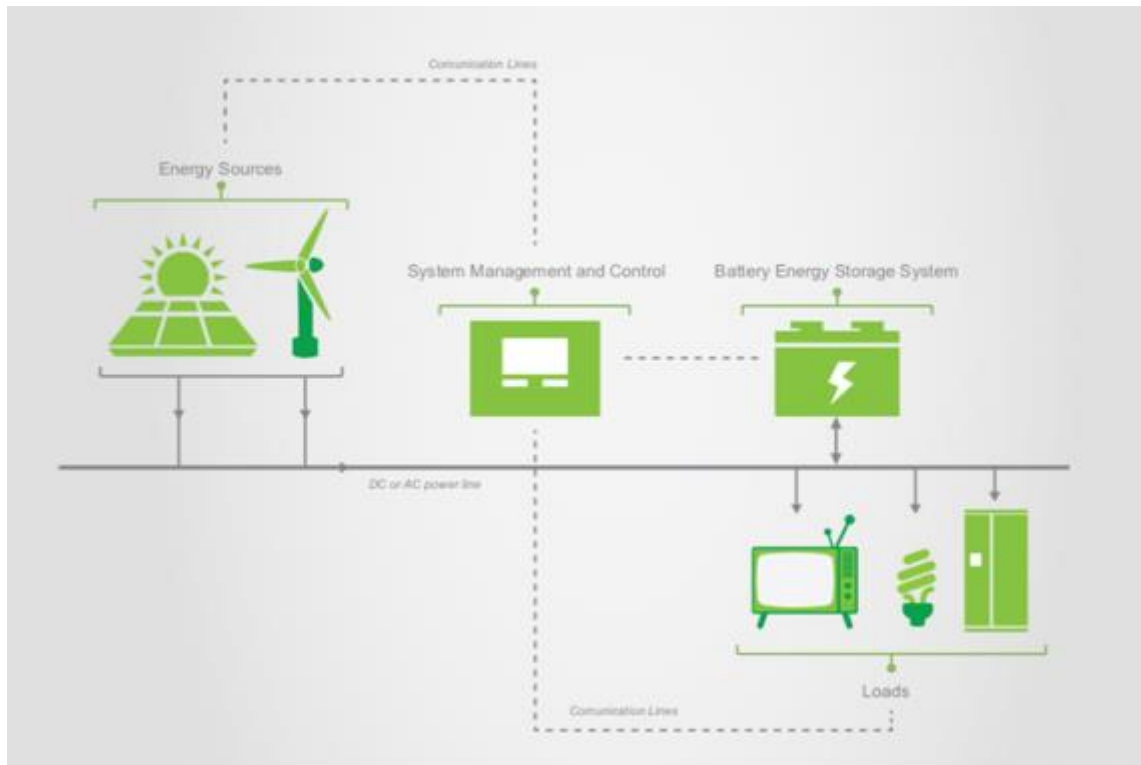 Comunication Lines
Energy Sources
System Management and Control
Battery Energy Storage System
DC or AC power line
Comunication Lines
Loads